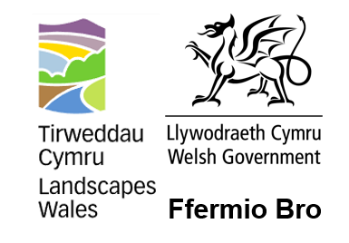 Tirweddau
Cymru
Landscapes
Wales
Llywodraeth Cymru
Welsh Government
Ffermio Bro